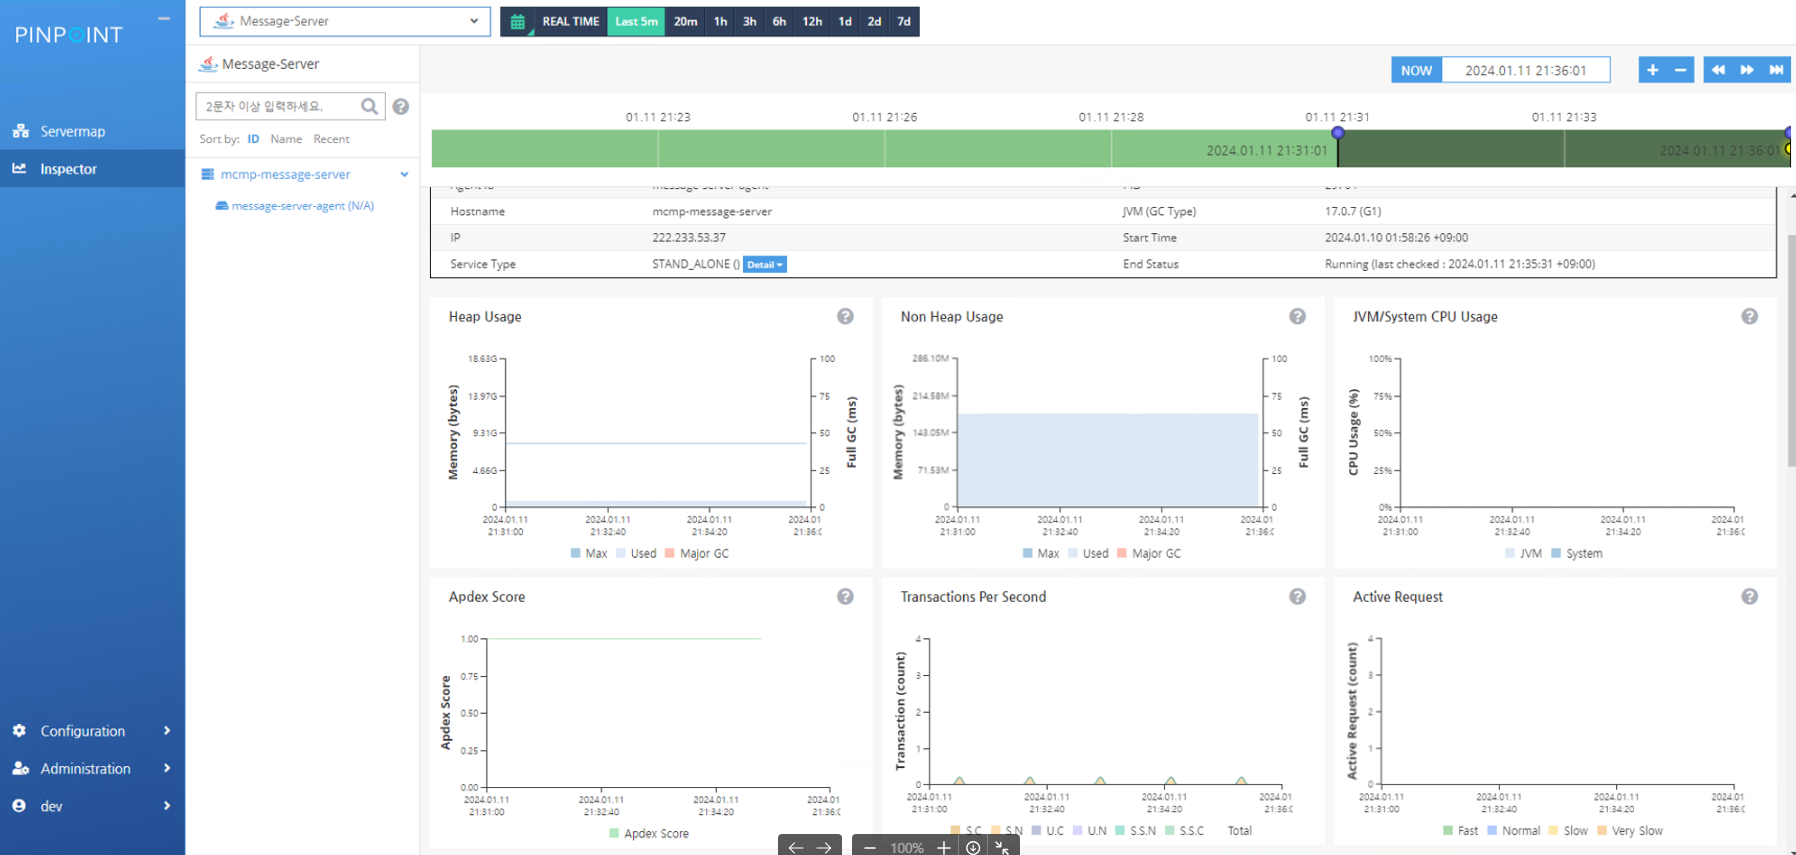 PINPOINT
Message-Server
REAL TIME Last 5m 20m 1h 3h 6h 12h 1d 2d 7d
Message-Server
NOW 2024.01.11 21:36:01
2문자 이상 입력하세요.
Sort by: ID Name Recent
Servermap
Inspector
mcmp-message-server
message-server-agent (N/A)
01.11 21:23 01.11 21:26 01.11 21:28 01.11 21:31 01.11 21:33
2024.01.11 21:31:01 2024.01.11 21:36:01
Hostname mcmp-message-server JVM (GC Type) 17.0.7 (G1)
IP 222.233.53.37 Start Time 2024.01.10 01:58:26 +09:00
Service Type STAND_ALONE () Detail End Status Running (last checked : 2024.01.11 21:35:31 +09:00)
Heap Usage
Memory (bytes)
18.63G
13.97G
9.31G
4.66G
0
100
75
50
25
0
Full GC (ms)
2024.01.11 2024.01.11 2024.01.11 2024.01
21:31:00 21:32:40 21:34:20 21:36:
Max Used Major GC
Non Heap Usage
Memory (bytes)
286.10M
214.58M
143.05M
71.53M
0
100
75
50
25
0
Full GC (ms)
2024.01.11 2024.01.11 2024.01.11 2024.01
21:31:00 21:32:40 21:34:20 21:36:
Max Used Major GC
JVM/System CPU Usage
CPU Usage (%)
100%
75%
50%
25%
0%
2024.01.11 2024.01.11 2024.01.11 2024.01
21:31:00 21:32:40 21:34:20 21:36:
JVM System
Apdex Score
Apdex Score
1.00
0.75
0.50
0.25
0.00
2024.01.11 2024.01.11 2024.01.11 2024.01
21:31:00 21:32:40 21:34:20 21:36:
Apdex Score
Transactions Per Second
Transaction (count)
4
3
2
1
0
2024.01.11 2024.01.11 2024.01.11 2024.01
21:31:00 21:32:40 21:34:20 21:36:
S.C S.N U.C U.N S.S.N S.S.C Total
Active Request
Active Request (count)
4
3
2
1
0
2024.01.11 2024.01.11 2024.01.11 2024.01
21:31:00 21:32:40 21:34:20 21:36:
Fast Normal Slow Very Slow
Configuration
Administration
dev
100%